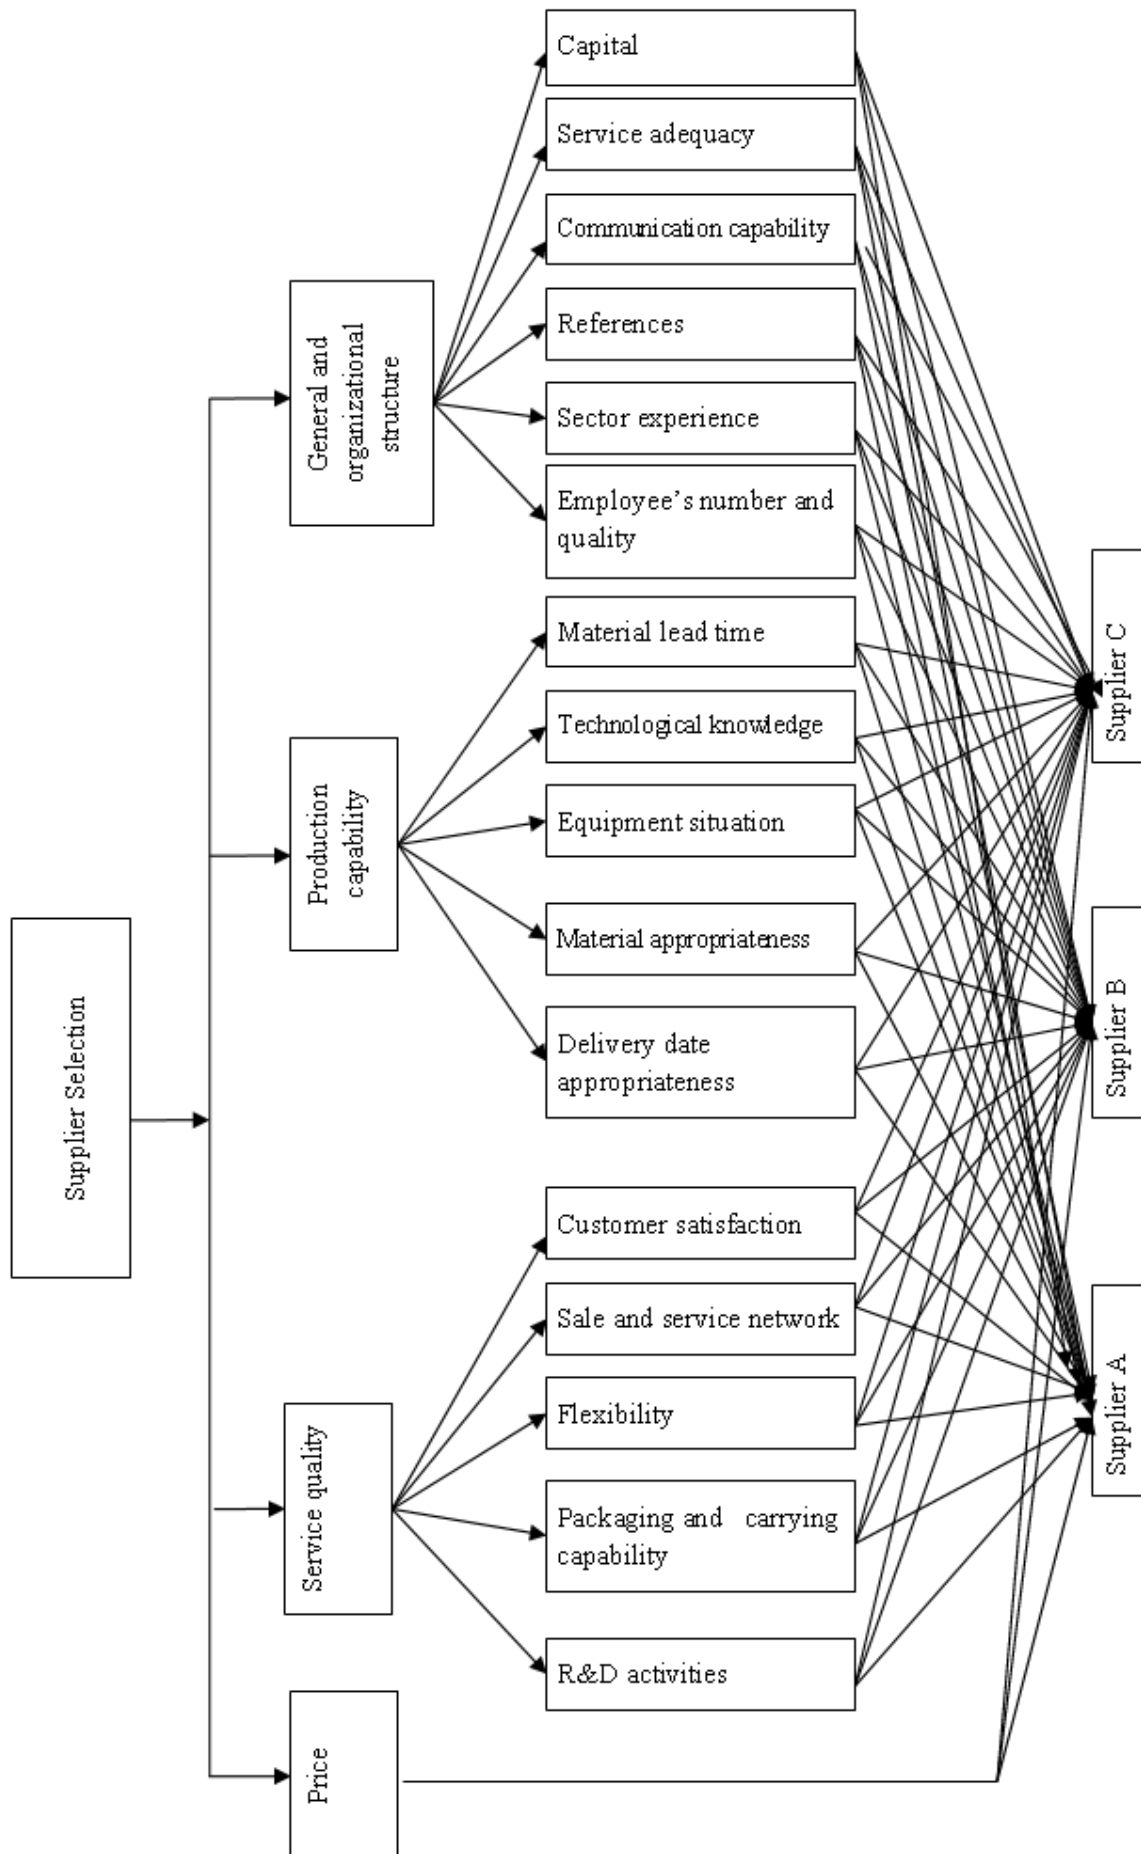 Supplier Selection
General and
organizational
structure
Production
capability
Service quality
Price
Capital
Service adequacy
Communication capability
References
Sector experience
Employee’s number and
quality
Material lead time
Technological knowledge
Equipment situation
Material appropriateness
Delivery date
appropriateness
Customer satisfaction
Sale and service network
Flexibility
Packaging and carrying
capability
R&D activities
Supplier C
Supplier B
Supplier A